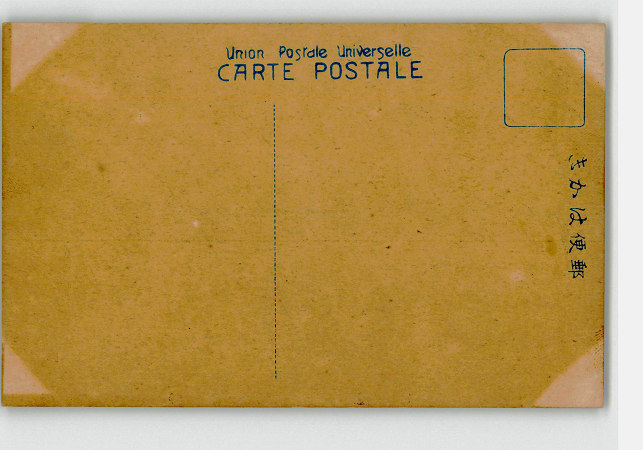 Union Postale Universelle
CARTE POSTALE
きかは便郵